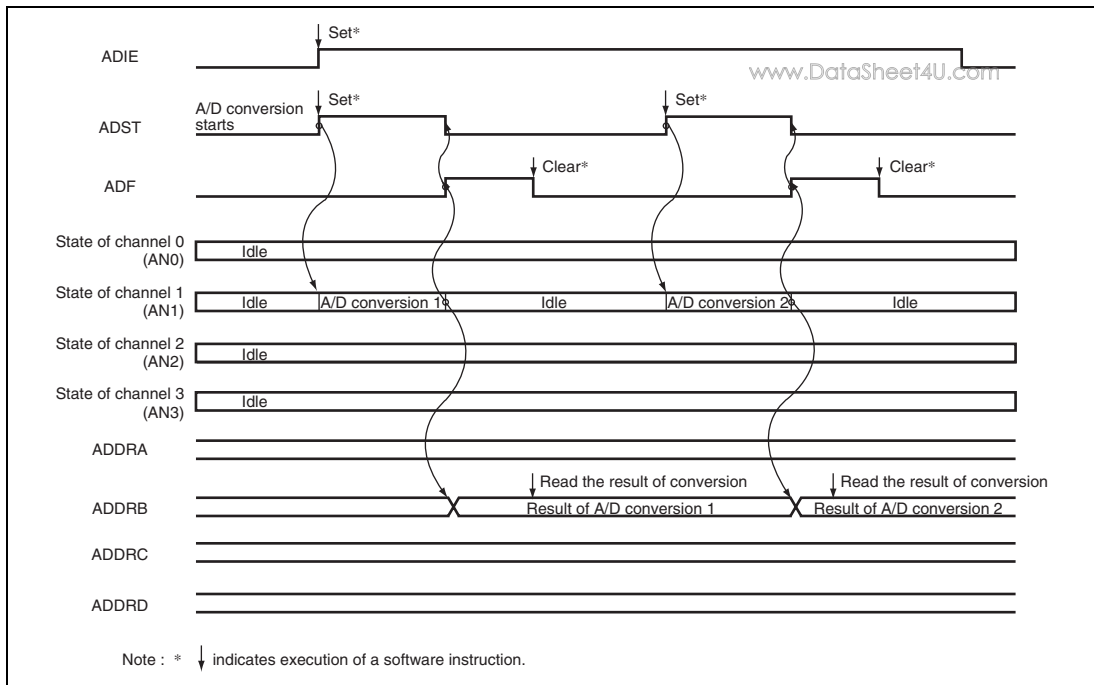 Set*
ADIE
www.DataSheet4U.com
A/D conversion
starts
Set*
Set*
ADST
Clear*
Clear*
ADF
State of channel 0
(AN0)
Idle
State of channel 1
(AN1)
Idle
A/D conversion 1
Idle
A/D conversion 2
Idle
State of channel 2
(AN2)
Idle
State of channel 3
(AN3)
Idle
ADDRA
Read the result of conversion
Read the result of conversion
ADDRB
Result of A/D conversion 1
Result of A/D conversion 2
ADDRC
ADDRD
Note : * ↓ indicates execution of a software instruction.